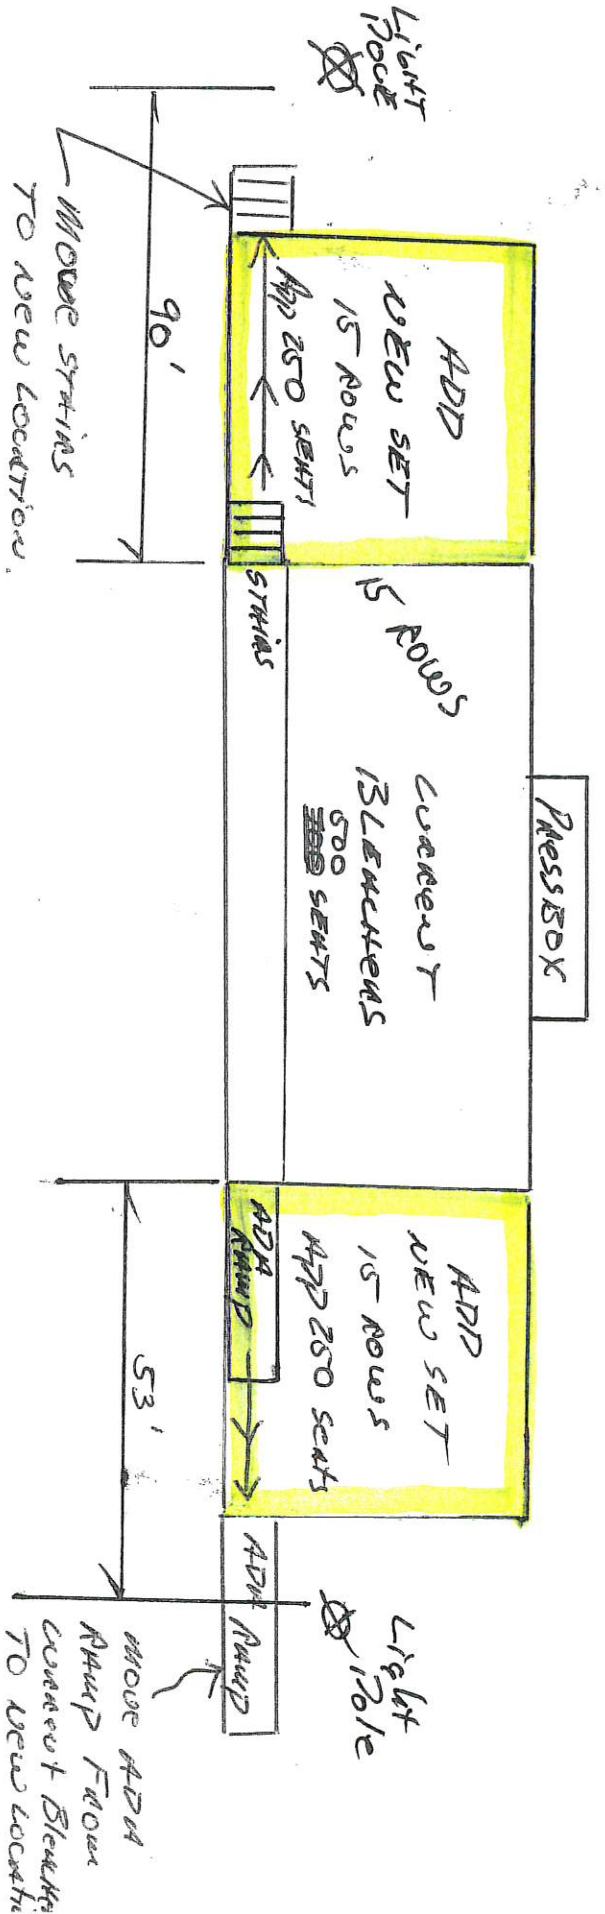 Light
Pole
ADD
NEW SET
15 ROWS
App 250 SEATS
90'
MOVE STAIRS
TO NEW LOCATION.
STAIRS
15 ROWS
PRESSBOX
CURRENT
BLEACHERS
500
SEATS
ADD
NEW SET
15 ROWS
App 250 Seats
ADA
RAMP
53'
Light
Pole
ADA RAMP
MOVE ADA
RAMP FROM
CURRENT
TO NEW